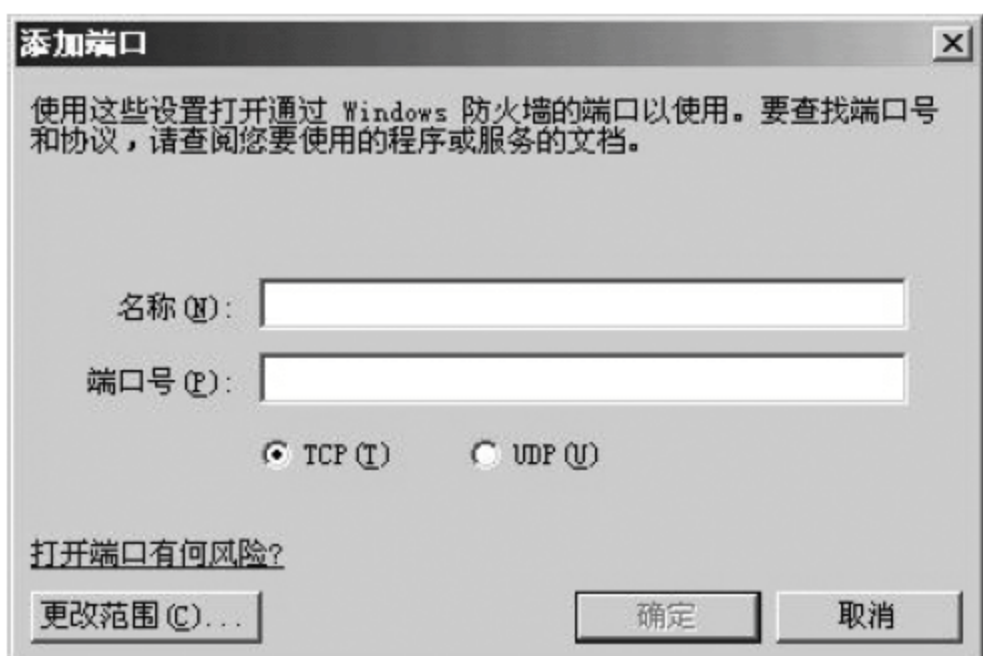 添加端口
使用这些设置打开通过 Windows 防火墙的端口以使用。要查找端口号
和协议，请查阅您要使用的程序或服务的文档。
名称(N):
端口号(P):
TCP(T) UDP(U)
打开端口有何风险?
更改范围(C)... 确定 取消